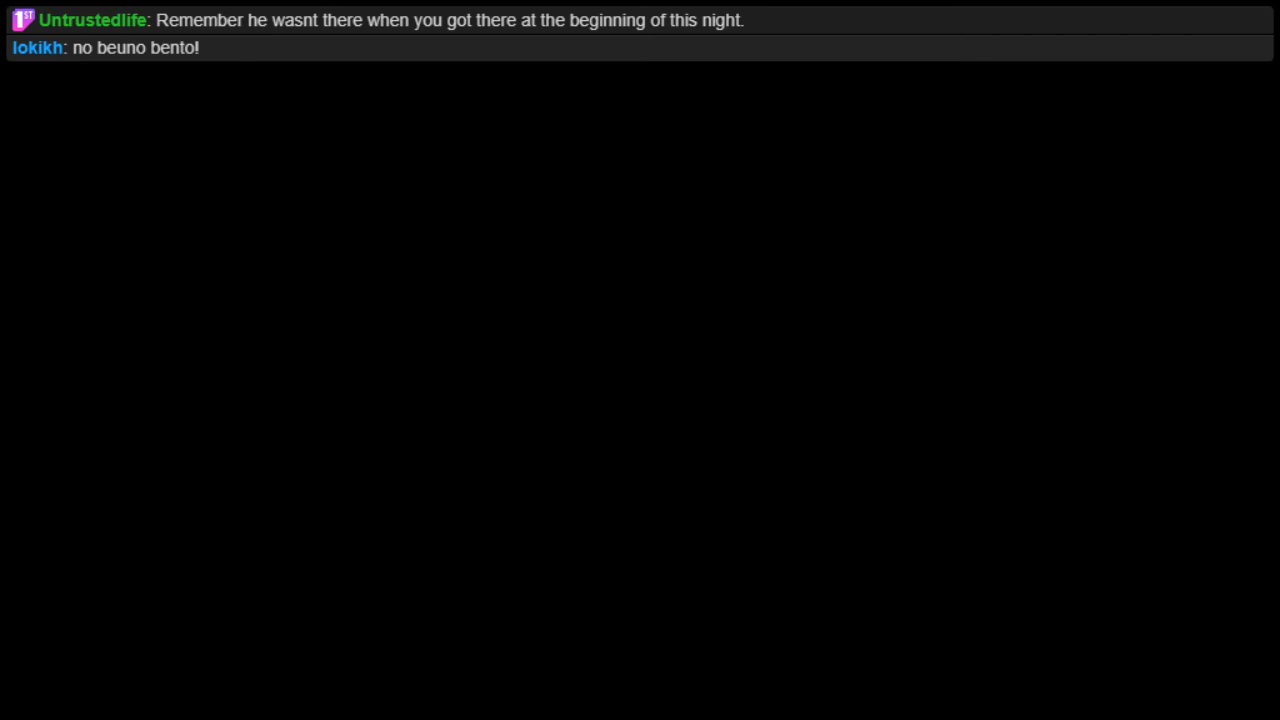 1ST Untrustedlife: Remember he wasnt there when you got there at the beginning of this night.
lokikh: no beuno bento!